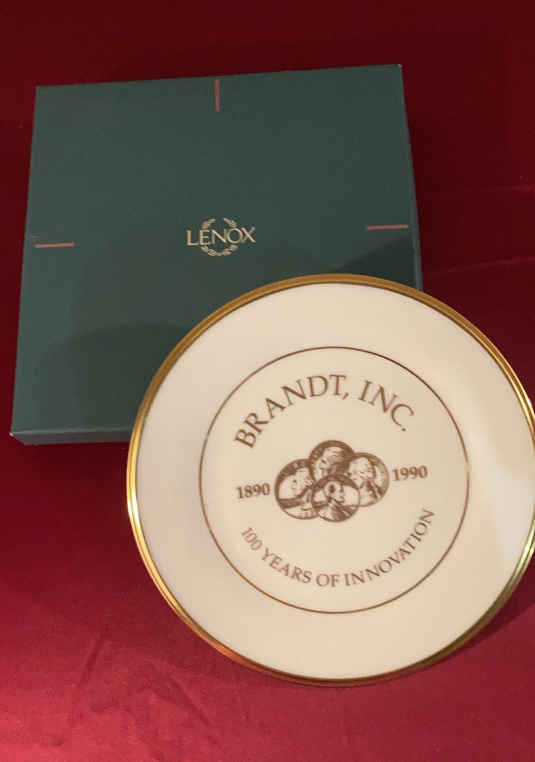 LENOX
BRANDT, INC.
1890
1990
100 YEARS OF INNOVATION